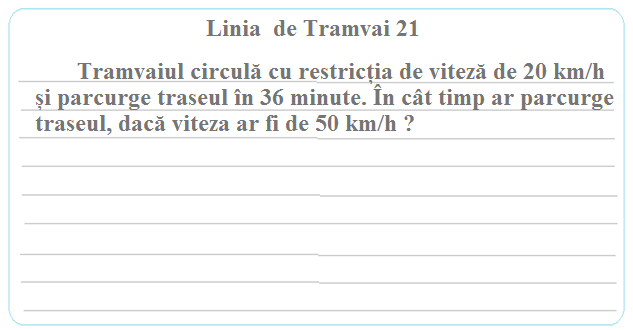 Linia de Tramvai 21
Tramvaiul circulă cu restricția de viteză de 20 km/h
și parcurge traseul în 36 minute. În cât timp ar parcurge
traseul, dacă viteza ar fi de 50 km/h ?